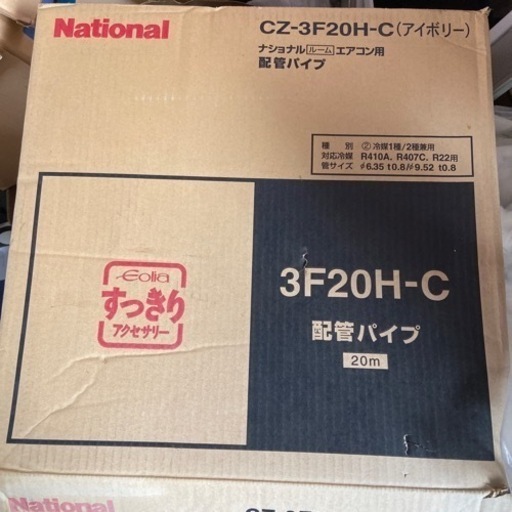 National
CZ-3F20H-C(アイボリー)
ナショナル ルーム エアコン用
配管パイプ
種 別 ② 冷媒1種/2種兼用
対応冷媒 R410A、R407C、R22用
管サイズ φ6.35 t0.8/φ9.52 t0.8
Eolia
すっきり
アクセサリー
3F20H-C
配管パイプ
20m
National